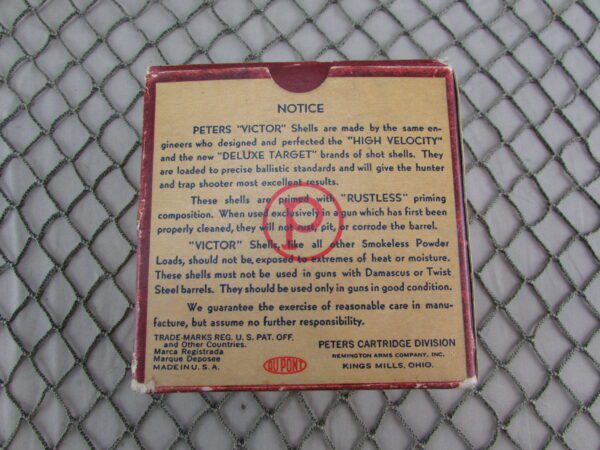 NOTICE
PETERS "VICTOR" Shells are made by the same en-
gineers who designed and perfected the "HIGH VELOCITY"
and the new "DELUXE TARGET" brands of shot shells. They
are loaded to precise ballistic standards and will give the hunter
and trap shooter most excellent results.
These shells are primed with "RUSTLESS" priming
composition. When used exclusively in a gun which has first been
properly cleaned, they will not rust, pit, or corrode the barrel.
P
"VICTOR" Shells, like all other Smokeless Powder
Loads, should not be exposed to extremes of heat or moisture.
These shells must not be used in guns with Damascus or Twist
Steel barrels. They should be used only in guns in good condition.
We guarantee the exercise of reasonable care in manu-
facture, but assume no further responsibility.
TRADE-MARKS REG. U. S. PAT. OFF.
and Other Countries.
Marca Registrada
Marque Deposee
MADE IN U. S. A.
DU PONT
PETERS CARTRIDGE DIVISION
REMINGTON ARMS COMPANY, INC.
KINGS MILLS, OHIO.